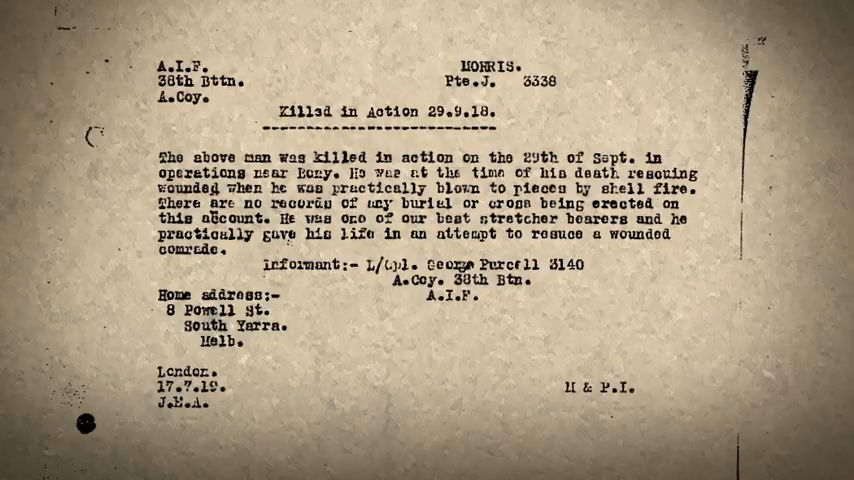 A.I.F.
MORRIS.
38th Bttn.
Pte.J. 3338
A.Coy.
Killed in Action 29.9.18.
The above man was killed in action on the 29th of Sept. in
operations near Bony. He was at the time of his death rescuing
wounded when he was practically blown to pieces by shell fire.
There are no records of any burial or cross being erected on
this account. He was one of our best stretcher bearers and he
practically gave his life in an attempt to resuce a wounded
comrade.
Informant:- L/Cpl. George Purcell 3140
A.Coy. 38th Btn.
A.I.F.
Home address:-
8 Powell St.
South Yarra.
Melb.
London.
17.7.19.
J.E.A.